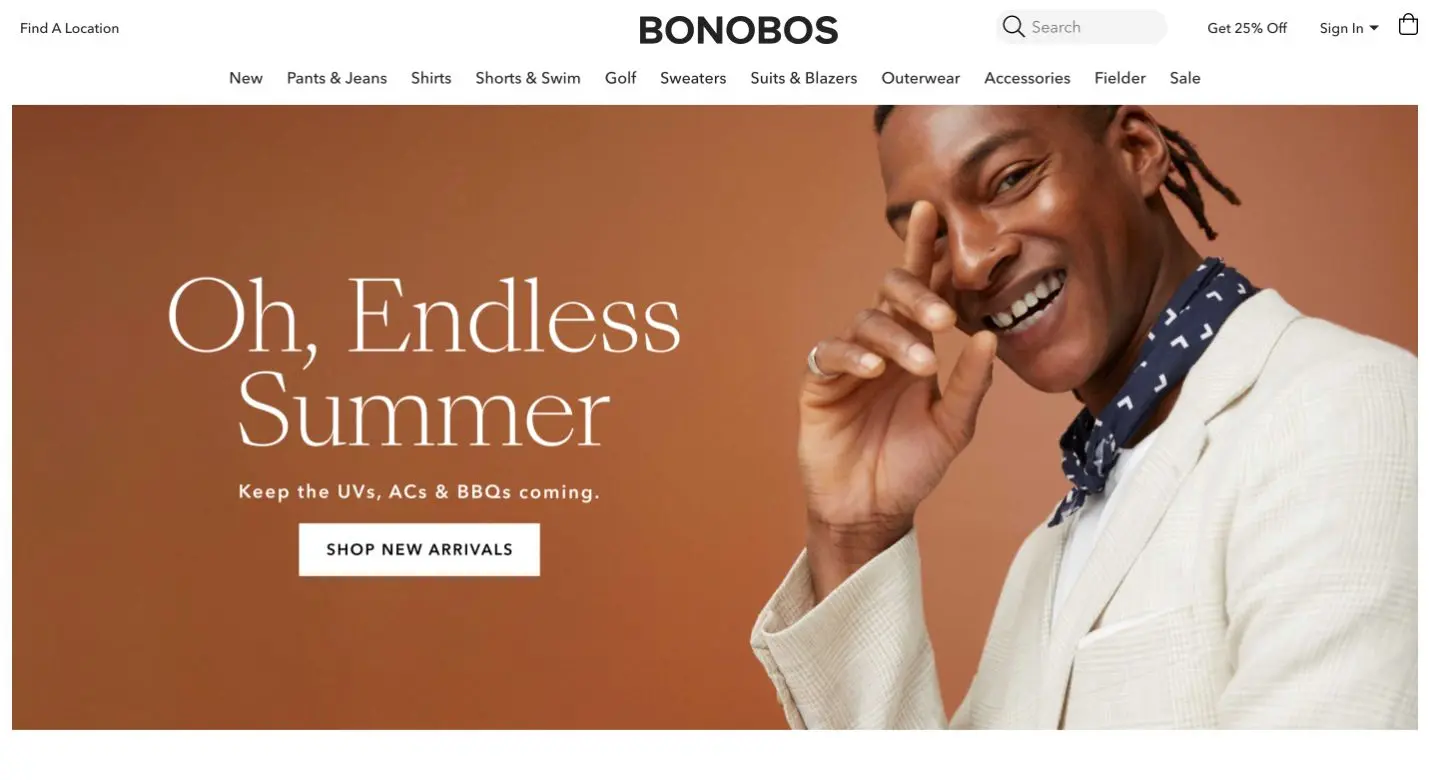 Find A Location
BONOBOS
Search
Get 25% Off
Sign In
New Pants & Jeans Shirts Shorts & Swim Golf Sweaters Suits & Blazers Outerwear Accessories Fielder Sale
Oh, Endless
Summer
Keep the UVs, ACs & BBQs coming.
SHOP NEW ARRIVALS